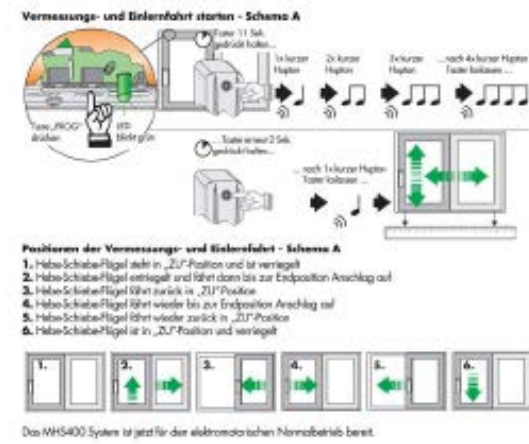 Vermessungs- und Einlernfahrt starten - Schema A
Taster 11 Sek.
gedrückt halten...
1x kurzer
Hupton
2x kurzer
Hupton
3x kurzer
Hupton
...nach 4x kurzer Hupton
Taster loslassen ...
Taste „PROG"
drücken
LED
blinkt grün
... Taster erneut 2 Sek.
gedrückt halten...
... nach 1x kurzer Hupton
Taster loslassen ...
Positionen der Vermessungs- und Einlernfahrt - Schema A
1. Hebe-Schiebe-Flügel steht in „ZU"-Position und ist verriegelt
2. Hebe-Schiebe-Flügel entriegelt und fährt dann bis zur Endposition Anschlag auf
3. Hebe-Schiebe-Flügel fährt zurück in „ZU"-Position
4. Hebe-Schiebe-Flügel fährt wieder bis zur Endposition Anschlag auf
5. Hebe-Schiebe-Flügel fährt wieder zurück in „ZU"-Position
6. Hebe-Schiebe-Flügel ist in „ZU"-Position und verriegelt
1.
2.
3.
4.
5.
6.
Das MHS400 System ist jetzt für den elektromotorischen Normalbetrieb bereit.